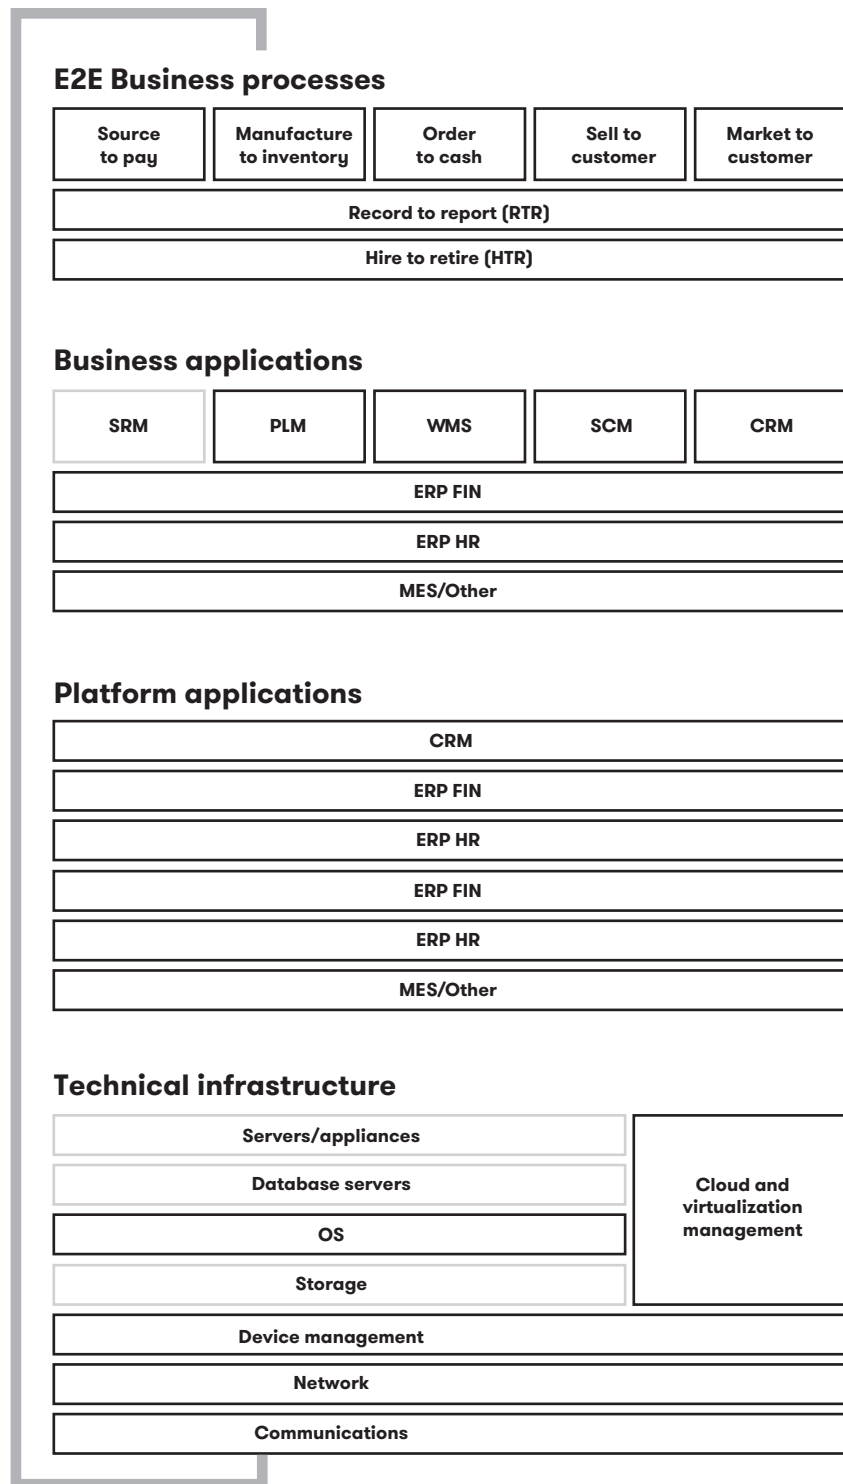 E2E Business processes
Source
to pay
Manufacture
to inventory
Order
to cash
Sell to
customer
Market to
customer
Record to report (RTR)
Hire to retire (HTR)
Business applications
SRM
PLM
WMS
SCM
CRM
ERP FIN
ERP HR
MES/Other
Platform applications
CRM
ERP FIN
ERP HR
ERP FIN
ERP HR
MES/Other
Technical infrastructure
Servers/appliances
Database servers
OS
Storage
Cloud and
virtualization
management
Device management
Network
Communications